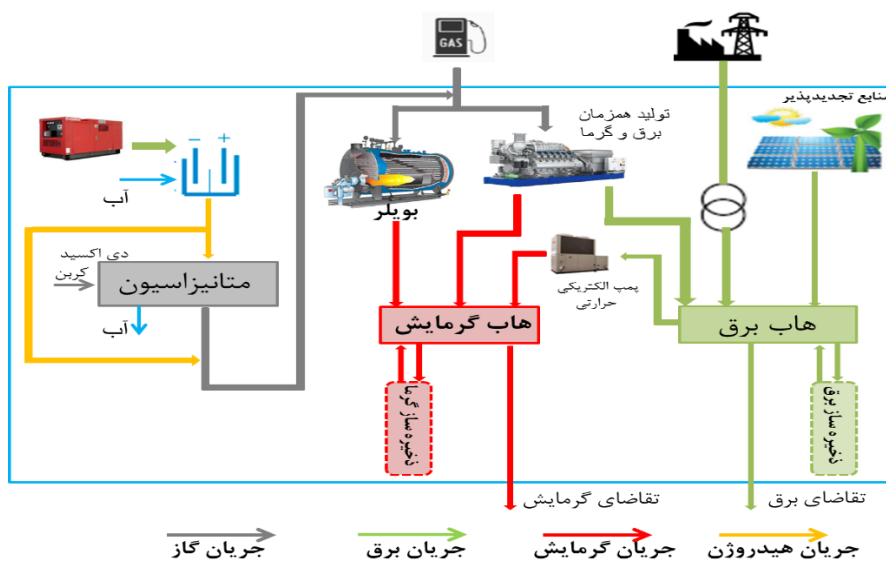 GAS
منابع تجدیدپذیر
تولید همزمان
برق و گرما
بویلر
آب
دی اکسید
کربن
متانیزاسیون
آب
پمپ الکتریکی
حرارتی
هاب گرمایش
هاب برق
ذخیره ساز گرما
ذخیره ساز برق
تقاضای گرمایش
تقاضای برق
جریان هیدروژن
جریان گرمایش
جریان برق
جریان گاز